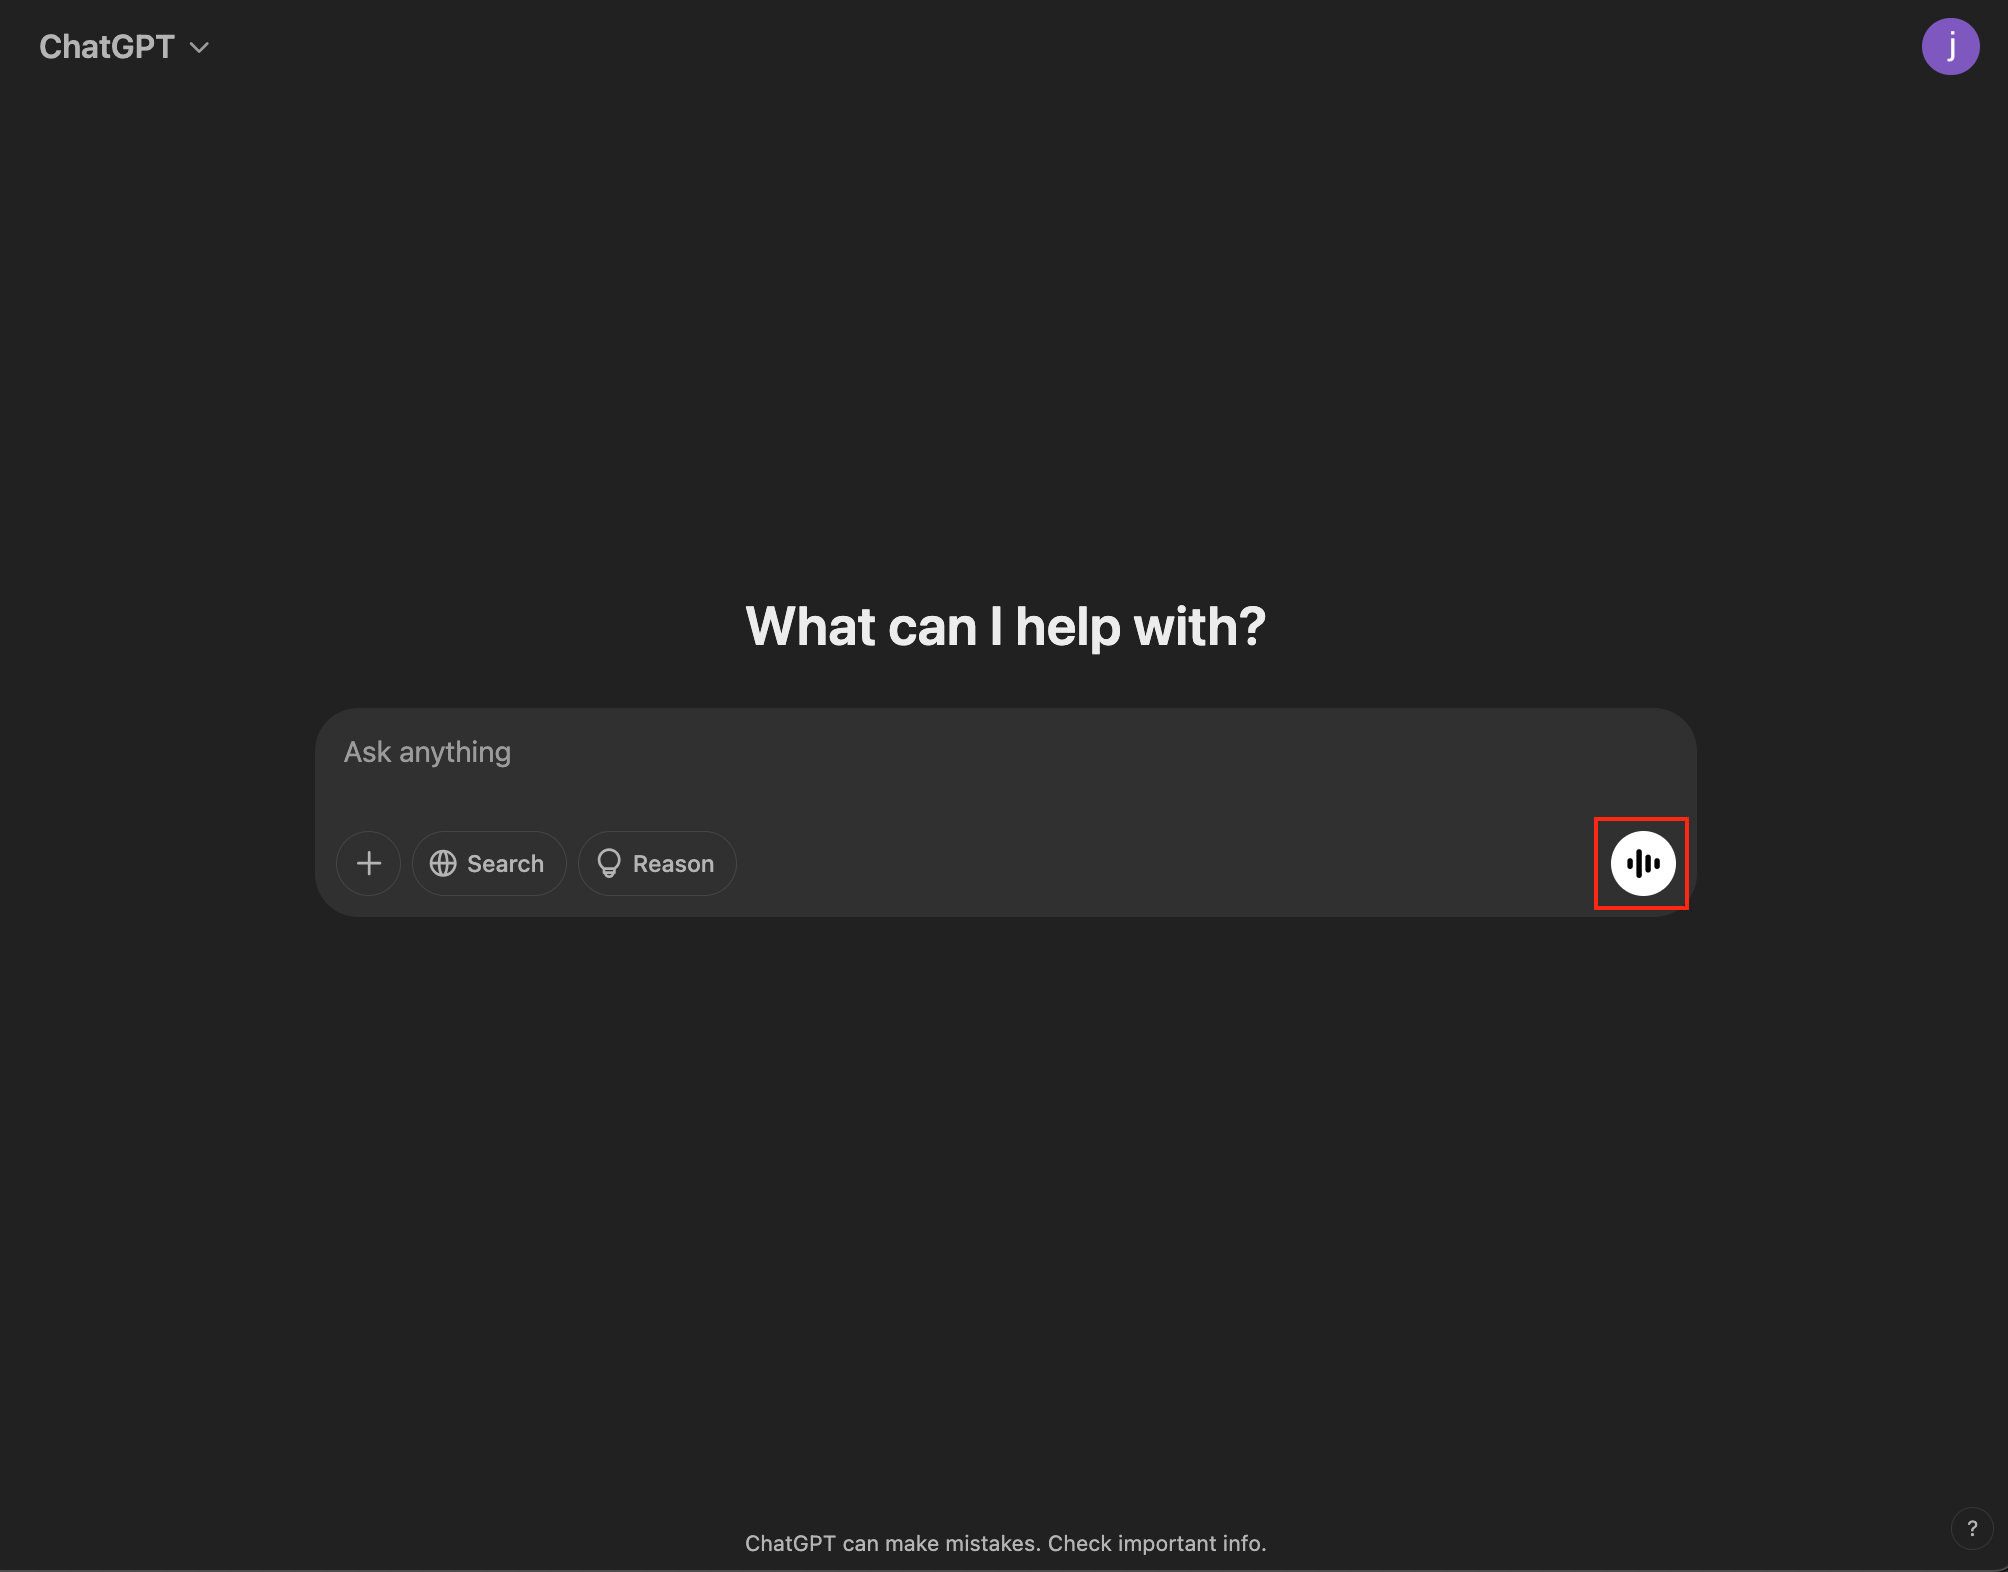 ChatGPT
j
What can I help with?
Ask anything
Search
Reason
ChatGPT can make mistakes. Check important info.
?